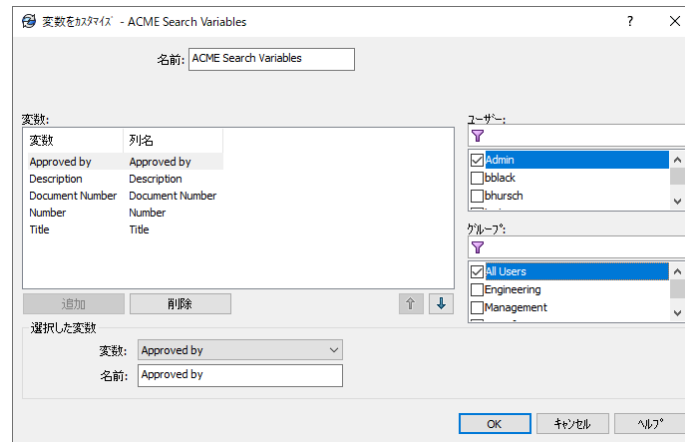 変数をｶｽﾀﾏｲｽﾞ - ACME Search Variables
名前: ACME Search Variables
変数:
変数 列名
Approved by Approved by
Description Description
Document Number Document Number
Number Number
Title Title
追加 削除
ユーザー:
Admin
bblack
bhursch
ｸﾞﾙｰﾌﾟ:
All Users
Engineering
Management
選択した変数
変数: Approved by
名前: Approved by
OK ｷｬﾝｾﾙ ﾍﾙﾌﾟ